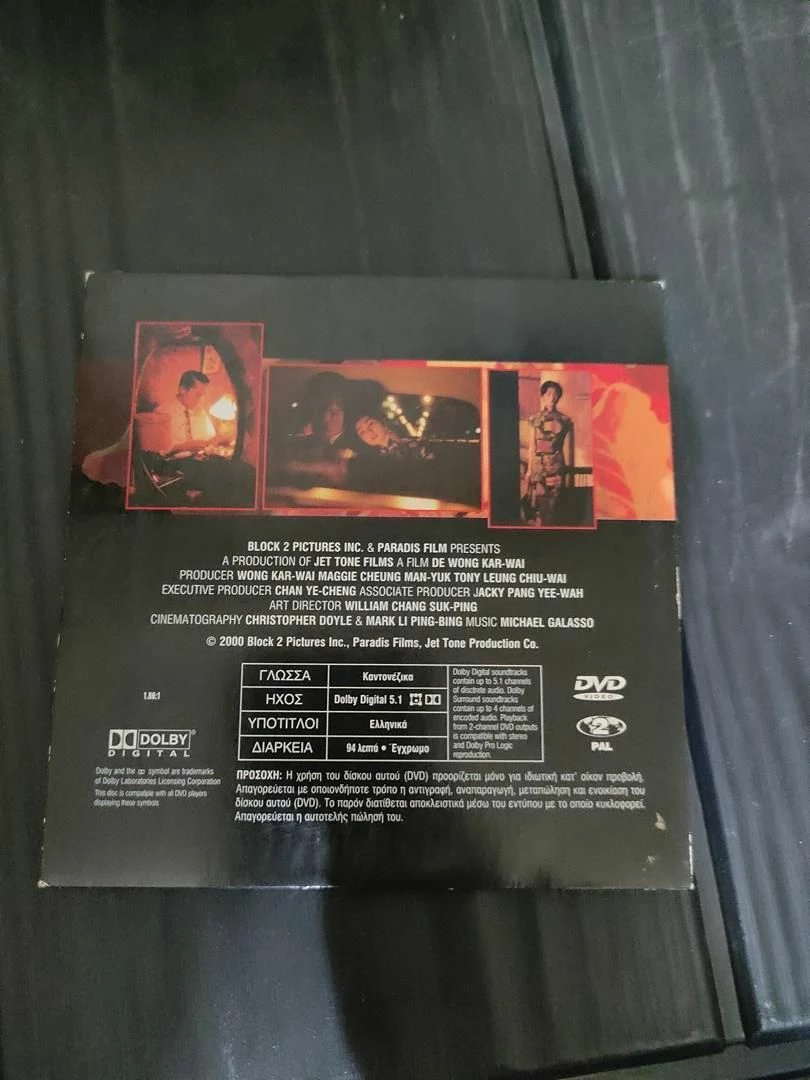 BLOCK 2 PICTURES INC. & PARADIS FILM PRESENTS
A PRODUCTION OF JET TONE FILMS A FILM DE WONG KAR-WAI
PRODUCER WONG KAR-WAI MAGGIE CHEUNG MAN-YUK TONY LEUNG CHIU-WAI
EXECUTIVE PRODUCER CHAN YE-CHENG ASSOCIATE PRODUCER JACKY PANG YEE-WAH
ART DIRECTOR WILLIAM CHANG SUK-PING
CINEMATOGRAPHY CHRISTOPHER DOYLE & MARK LI PING-BING MUSIC MICHAEL GALASSO
© 2000 Block 2 Pictures Inc., Paradis Films, Jet Tone Production Co.
1.66:1
DOLBY
DIGITAL
Dolby and the DD symbol are trademarks
of Dolby Laboratories Licensing Corporation
This disc is compatible with all DVD players
displaying these symbols
ΓΛΩΣΣΑ Καντονέζικα
ΗΧΟΣ Dolby Digital 5.1
ΥΠΟΤΙΤΛΟΙ Ελληνικά
ΔΙΑΡΚΕΙΑ 94 λεπτά • Έγχρωμο
Dolby Digital soundtracks
contain up to 5.1 channels
of discrete audio. Dolby
Surround soundtracks
contain up to 4 channels of
encoded audio. Playback
from 2-channel DVD outputs
is compatible with stereo
and Dolby Pro Logic
reproduction.
DVD
VIDEO
2
PAL
ΠΡΟΣΟΧΗ: Η χρήση του δίσκου αυτού (DVD) προορίζεται μόνο για ιδιωτική κατ' οίκον προβολή.
Απαγορεύεται με οποιονδήποτε τρόπο η αντιγραφή, αναπαραγωγή, μεταπώληση και ενοικίαση του
δίσκου αυτού (DVD). Το παρόν διατίθεται αποκλειστικά μέσω του εντύπου με το οποίο κυκλοφορεί.
Απαγορεύεται η αυτοτελής πώλησή του.